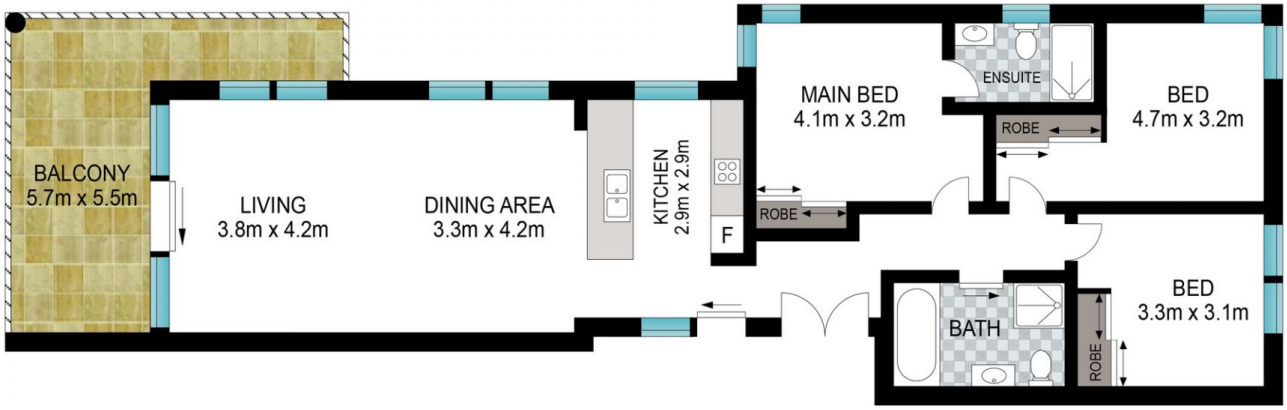 BALCONY
5.7m x 5.5m
LIVING
3.8m x 4.2m
DINING AREA
3.3m x 4.2m
KITCHEN
2.9m x 2.9m
F
MAIN BED
4.1m x 3.2m
ROBE
ENSUITE
ROBE
BED
4.7m x 3.2m
BATH
BED
3.3m x 3.1m
ROBE